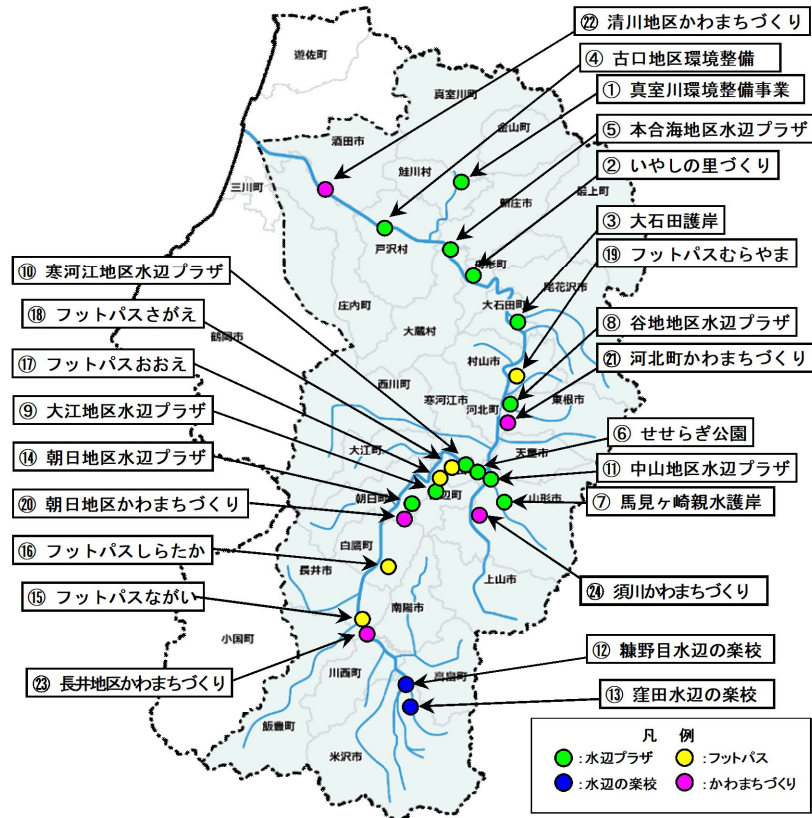 ㉒ 清川地区かわまちづくり
④ 古口地区環境整備
① 真室川環境整備事業
⑤ 本合海地区水辺プラザ
② いやしの里づくり
③ 大石田護岸
⑲ フットパスむらやま
⑧ 谷地地区水辺プラザ
㉑ 河北町かわまちづくり
⑥ せせらぎ公園
⑪ 中山地区水辺プラザ
⑦ 馬見ヶ崎親水護岸
㉔ 須川かわまちづくり
⑫ 糠野目水辺の楽校
⑬ 窪田水辺の楽校
⑩ 寒河江地区水辺プラザ
⑱ フットパスさがえ
⑰ フットパスおおえ
⑨ 大江地区水辺プラザ
⑭ 朝日地区水辺プラザ
⑳ 朝日地区かわまちづくり
⑯ フットパスしらたか
⑮ フットパスながい
㉓ 長井地区かわまちづくり
遊佐町
真室川町
金山町
酒田市
鮭川村
三川町
新庄市
最上町
戸沢村
舟形町
尾花沢市
庄内町
大石田町
大蔵村
鶴岡市
村山市
西川町
寒河江市
河北町
東根市
大江町
天童市
朝日町
辺町
山形市
白鷹町
長井市
上山市
南陽市
小国町
川西町
高畠町
飯豊町
米沢市
凡 例
:水辺プラザ
:フットパス
:水辺の楽校
:かわまちづくり